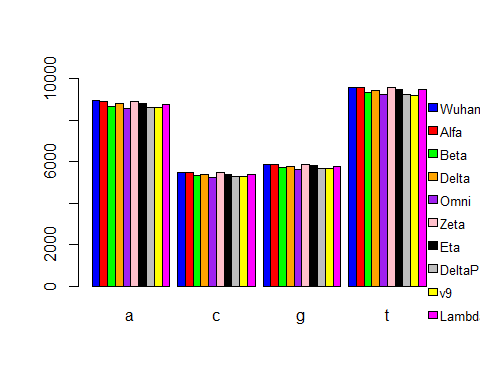 10000
6000
2000
0
a
c
g
t
Wuhan
Alfa
Beta
Delta
Omni
Zeta
Eta
DeltaP
v9
Lambd